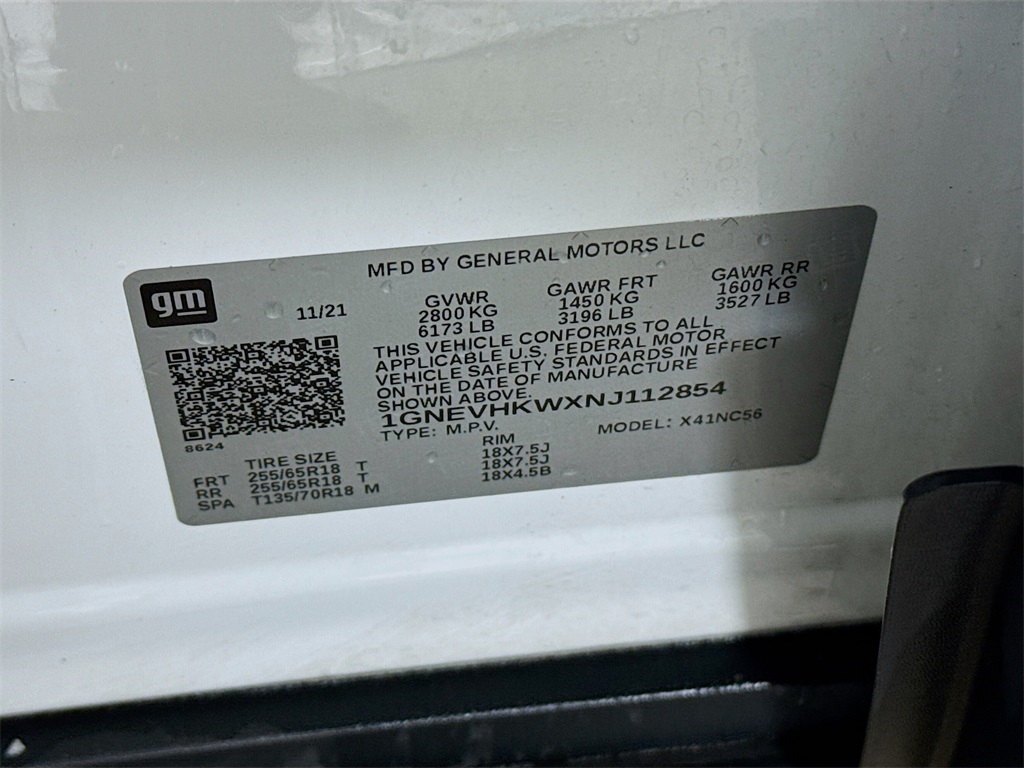 MFD BY GENERAL MOTORS LLC
gm
11/21
GVWR GAWR FRT GAWR RR
2800 KG 1450 KG 1600 KG
6173 LB 3196 LB 3527 LB
THIS VEHICLE CONFORMS TO ALL
APPLICABLE U.S. FEDERAL MOTOR
VEHICLE SAFETY STANDARDS IN EFFECT
ON THE DATE OF MANUFACTURE
SHOWN ABOVE.
1GNEVHKWXNJ112854
TYPE: M.P.V. MODEL: X41NC56
8624
TIRE SIZE RIM
FRT 255/65R18 T 18X7.5J
RR 255/65R18 T 18X7.5J
SPA T135/70R18 M 18X4.5B